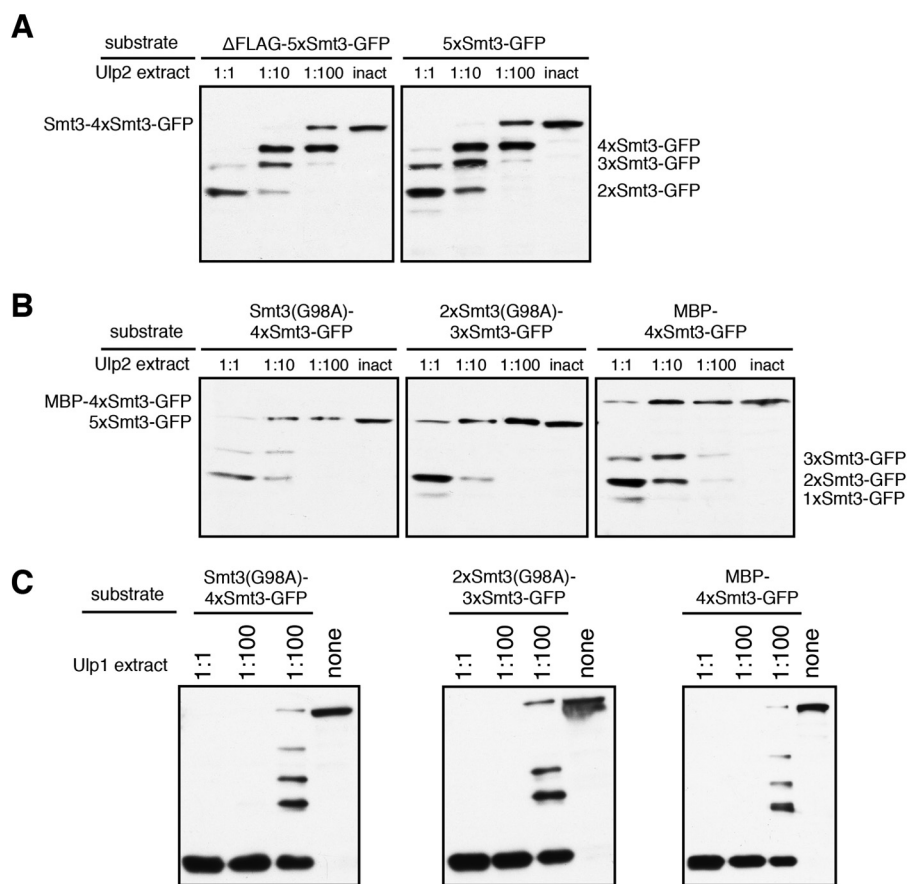 A
substrate ΔFLAG-5xSmt3-GFP 5xSmt3-GFP
Ulp2 extract 1:1 1:10 1:100 inact 1:1 1:10 1:100 inact
Smt3-4xSmt3-GFP
4xSmt3-GFP
3xSmt3-GFP
2xSmt3-GFP
B
Smt3(G98A)- 2xSmt3(G98A)- MBP-
substrate 4xSmt3-GFP 3xSmt3-GFP 4xSmt3-GFP
Ulp2 extract 1:1 1:10 1:100 inact 1:1 1:10 1:100 inact 1:1 1:10 1:100 inact
MBP-4xSmt3-GFP
5xSmt3-GFP
3xSmt3-GFP
2xSmt3-GFP
1xSmt3-GFP
C
Smt3(G98A)- 2xSmt3(G98A)- MBP-
substrate 4xSmt3-GFP 3xSmt3-GFP 4xSmt3-GFP
Ulp1 extract 1:1 1:100 1:100 none 1:1 1:100 1:100 none 1:1 1:100 1:100 none